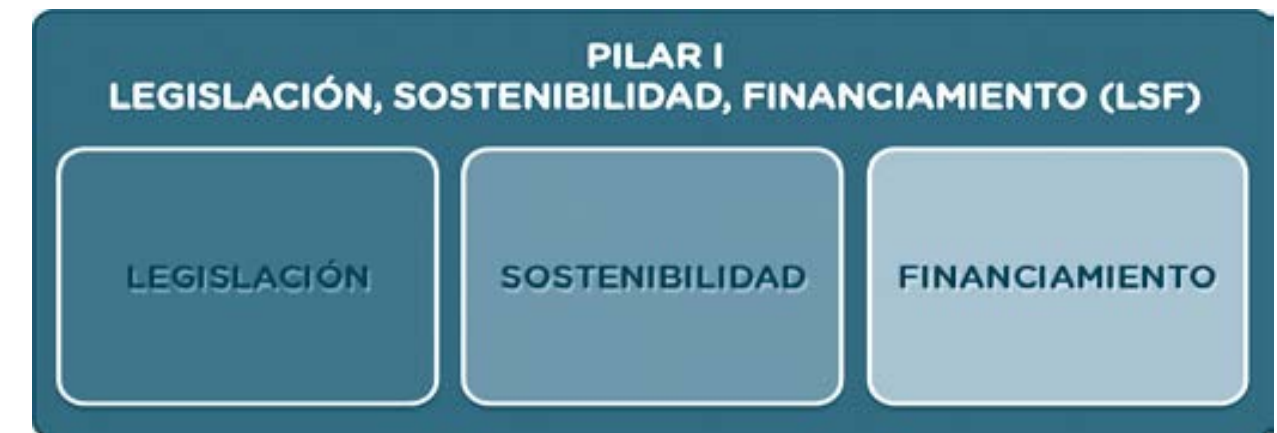 PILAR I
LEGISLACIÓN, SOSTENIBILIDAD, FINANCIAMIENTO (LSF)
LEGISLACIÓN
SOSTENIBILIDAD
FINANCIAMIENTO